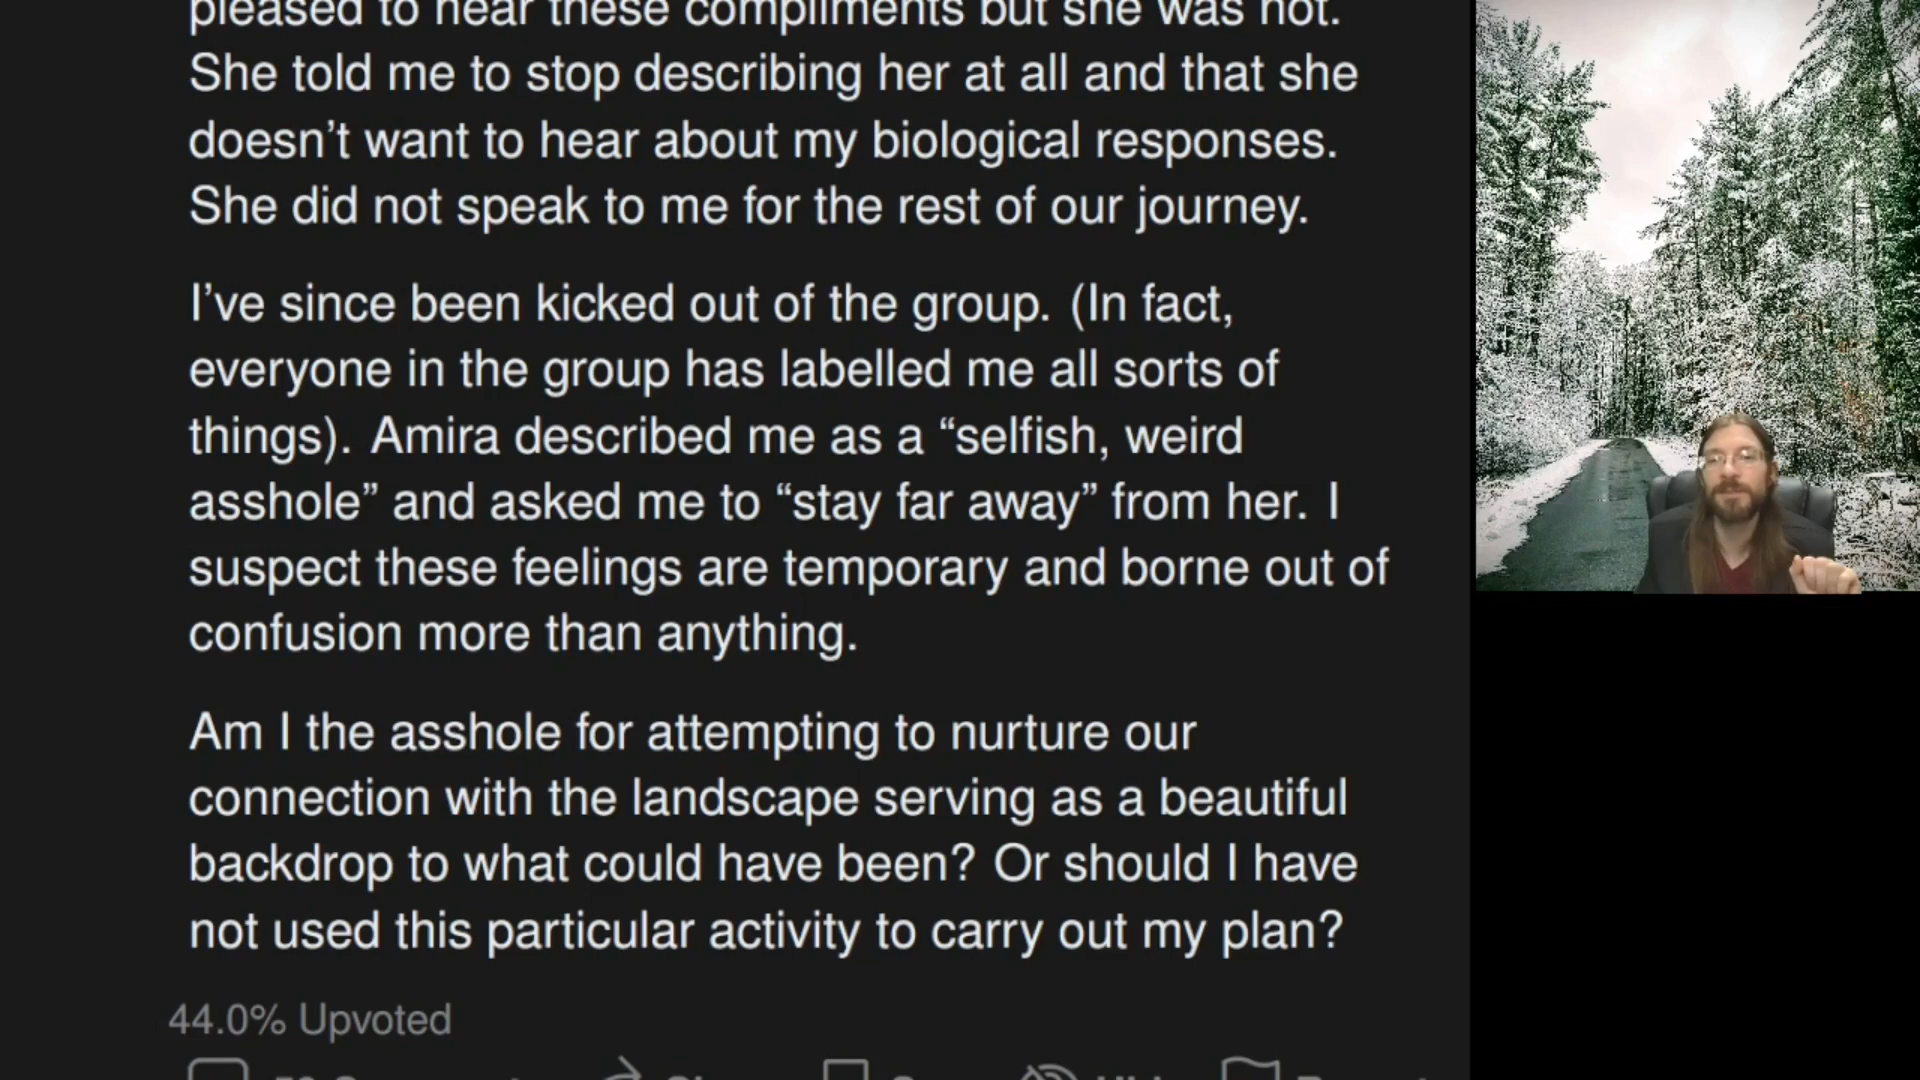 pleased to hear these compliments but she was not.
She told me to stop describing her at all and that she
doesn’t want to hear about my biological responses.
She did not speak to me for the rest of our journey.
I’ve since been kicked out of the group. (In fact,
everyone in the group has labelled me all sorts of
things). Amira described me as a “selfish, weird
asshole” and asked me to “stay far away” from her. I
suspect these feelings are temporary and borne out of
confusion more than anything.
Am I the asshole for attempting to nurture our
connection with the landscape serving as a beautiful
backdrop to what could have been? Or should I have
not used this particular activity to carry out my plan?
44.0% Upvoted